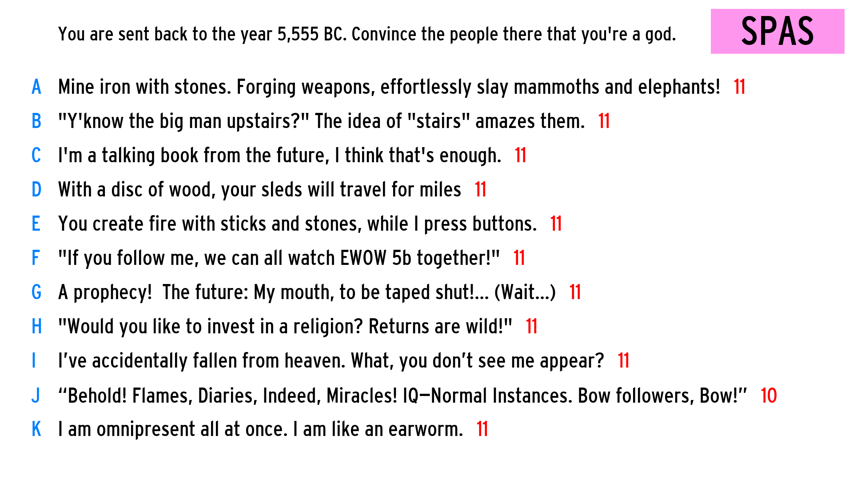 You are sent back to the year 5,555 BC. Convince the people there that you're a god.
SPAS
A Mine iron with stones. Forging weapons, effortlessly slay mammoths and elephants! 11
B "Y'know the big man upstairs?" The idea of "stairs" amazes them. 11
C I'm a talking book from the future, I think that's enough. 11
D With a disc of wood, your sleds will travel for miles 11
E You create fire with sticks and stones, while I press buttons. 11
F "If you follow me, we can all watch EWOW 5b together!" 11
G A prophecy!  The future: My mouth, to be taped shut!... (Wait...) 11
H "Would you like to invest in a religion? Returns are wild!" 11
I I’ve accidentally fallen from heaven. What, you don’t see me appear? 11
J “Behold! Flames, Diaries, Indeed, Miracles! IQ—Normal Instances. Bow followers, Bow!” 10
K I am omnipresent all at once. I am like an earworm. 11